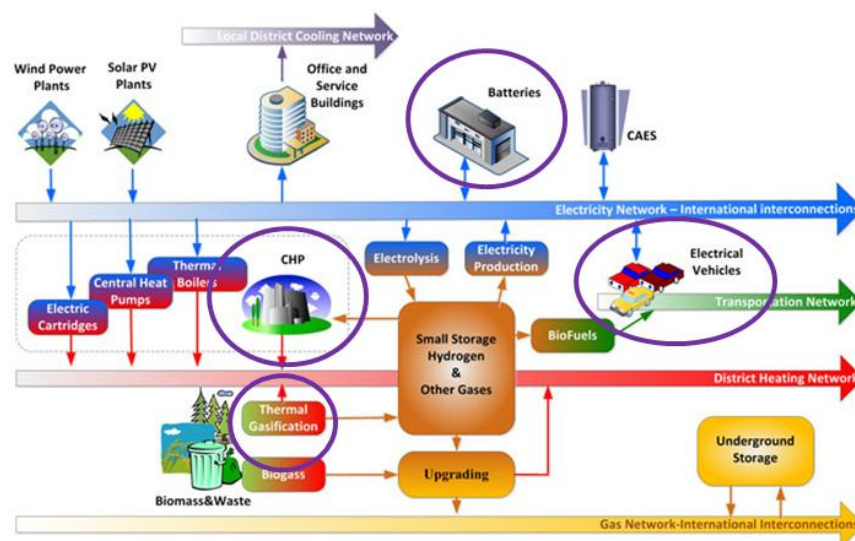 Local District Cooling Network
Wind Power
Plants
Solar PV
Plants
Office and
Service
Buildings
Batteries
CAES
Electricity Network – International interconnections
CHP
Electrolysis
Electricity
Production
Electrical
Vehicles
Thermal
Boilers
Central Heat
Pumps
Electric
Cartridges
Transportation Network
Small Storage
Hydrogen
&
Other Gases
BioFuels
District Heating Network
Thermal
Gasification
Underground
Storage
Biogass
Upgrading
Biomass&Waste
Gas Network-International Interconnections